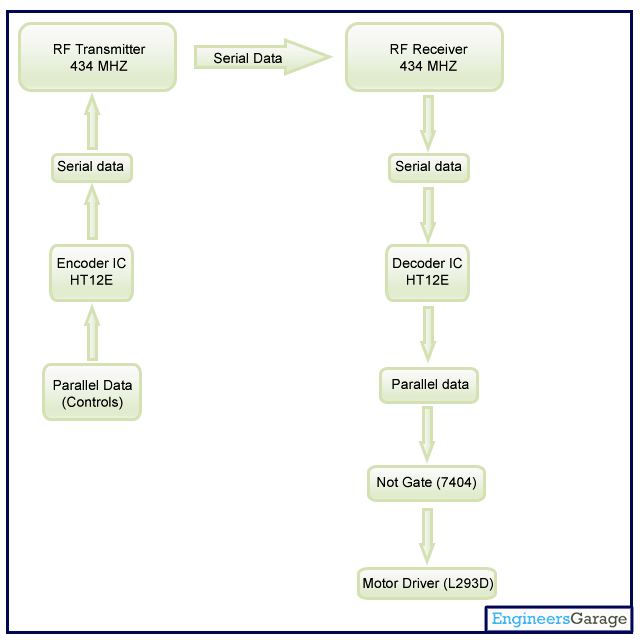 RF Transmitter
434 MHZ
Serial Data
RF Receiver
434 MHZ
Serial data
Serial data
Encoder IC
HT12E
Decoder IC
HT12E
Parallel Data
(Controls)
Parallel data
Not Gate (7404)
Motor Driver (L293D)
EngineersGarage